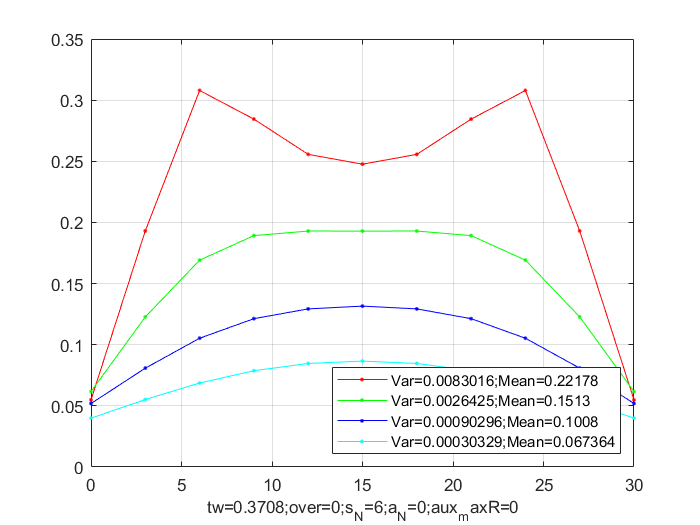 0.35
0.3
0.25
0.2
0.15
0.1
0.05
0
0 5 10 15 20 25 30
Var=0.0083016;Mean=0.22178
Var=0.0026425;Mean=0.1513
Var=0.00090296;Mean=0.1008
Var=0.00030329;Mean=0.067364
tw=0.3708;over=0;s_N=6;a_N=0;aux_maxR=0